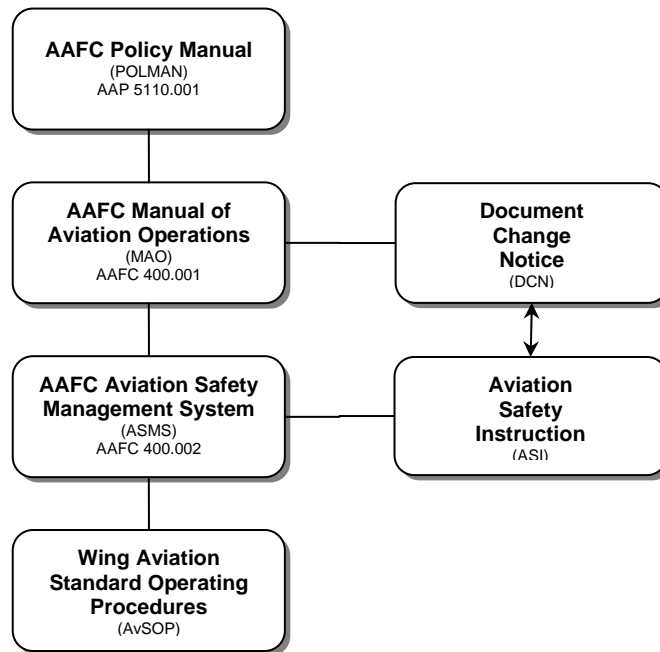 AAFC Policy Manual
(POLMAN)
AAP 5110.001
AAFC Manual of
Aviation Operations
(MAO)
AAFC 400.001
Document
Change
Notice
(DCN)
AAFC Aviation Safety
Management System
(ASMS)
AAFC 400.002
Aviation
Safety
Instruction
(ASI)
Wing Aviation
Standard Operating
Procedures
(AvSOP)